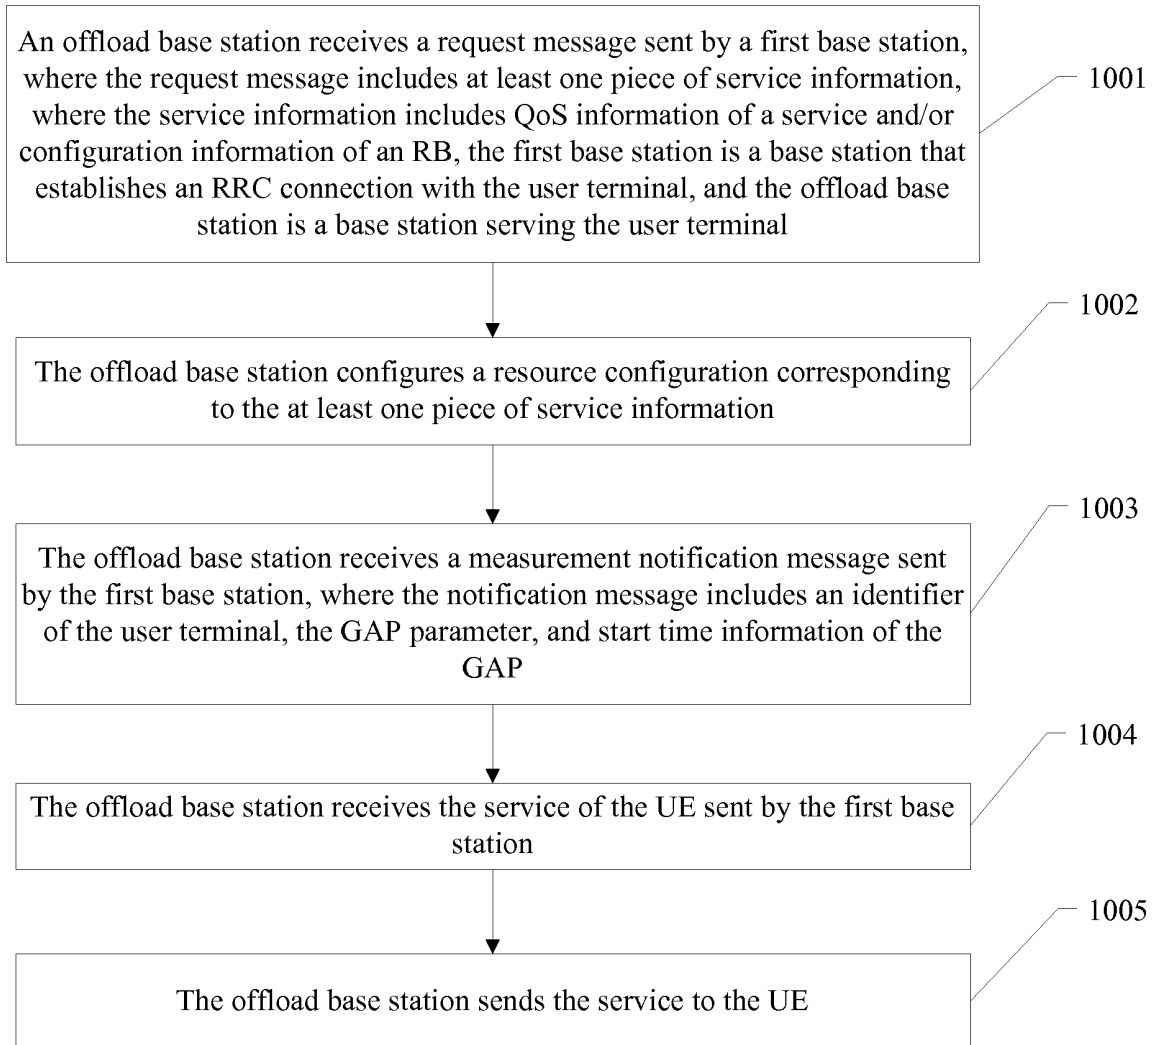 An offload base station receives a request message sent by a first base station,
where the request message includes at least one piece of service information,
where the service information includes QoS information of a service and/or
configuration information of an RB, the first base station is a base station that
establishes an RRC connection with the user terminal, and the offload base
station is a base station serving the user terminal
1001
1002
The offload base station configures a resource configuration corresponding
to the at least one piece of service information
1003
The offload base station receives a measurement notification message sent
by the first base station, where the notification message includes an identifier
of the user terminal, the GAP parameter, and start time information of the
GAP
1004
The offload base station receives the service of the UE sent by the first base
station
1005
The offload base station sends the service to the UE